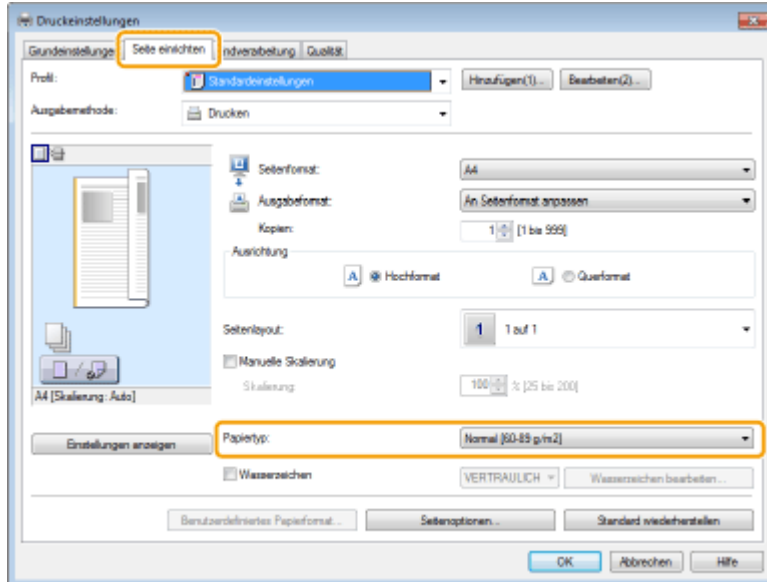 Druckeinstellungen
Grundeinstellungen Seite einrichten Endverarbeitung Qualität
Profil: Standardeinstellungen Hinzufügen(1)... Bearbeiten(2)...
Ausgabemethode: Drucken
Seitenformat: A4
Ausgabeformat: An Seitenformat anpassen
Kopien: 1 [1 bis 999]
Ausrichtung
A Hochformat A Querformat
Seitenlayout: 1 1 auf 1
Manuelle Skalierung
Skalierung: 100 % [25 bis 200]
A4 [Skalierung: Auto]
Einstellungen anzeigen
Papiertyp: Normal [60-89 g/m2]
Wasserzeichen VERTRAULICH Wasserzeichen bearbeiten...
Benutzerdefiniertes Papierformat... Seitenoptionen... Standard wiederherstellen
OK Abbrechen Hilfe